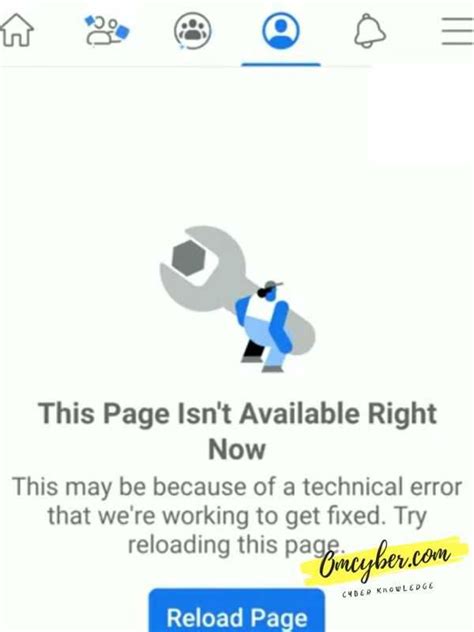 This Page Isn't Available Right
Now
This may be because of a technical error
that we're working to get fixed. Try
reloading this page.
Omcyber.com
CYBER KNOWLEDGE
Reload Page